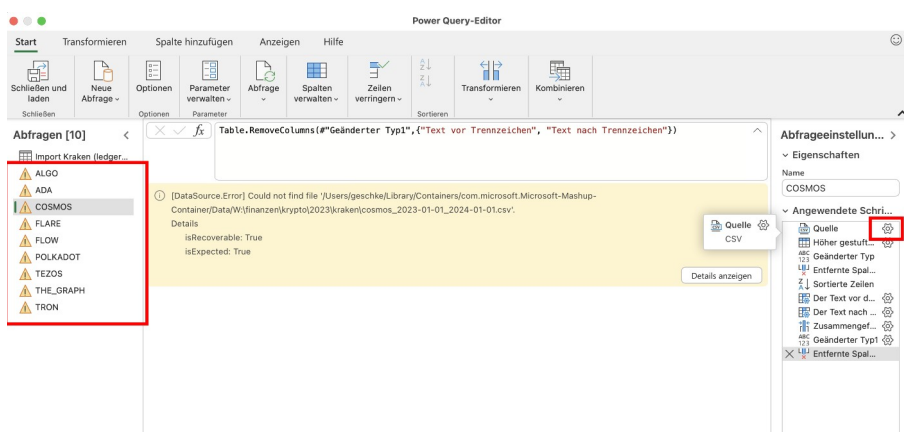 Power Query-Editor
Start Transformieren Spalte hinzufügen Anzeigen Hilfe
Schließen und laden
Neue Abfrage
Optionen
Parameter verwalten
Abfrage
Spalten verwalten
Zeilen verringern
Transformieren
Kombinieren
Schließen
Optionen
Parameter
Sortieren
Abfragen [10]
Import Kraken (ledger...
ALGO
ADA
COSMOS
FLARE
FLOW
POLKADOT
TEZOS
THE_GRAPH
TRON
fx Table.RemoveColumns(#"Geänderter Typ1",{"Text vor Trennzeichen", "Text nach Trennzeichen"})
[DataSource.Error] Could not find file '/Users/geschke/Library/Containers/com.microsoft.Microsoft-Mashup-
Container/Data/W:\finanzen\krypto\2023\kraken\cosmos_2023-01-01_2024-01-01.csv'.
Details
isRecoverable: True
isExpected: True
Details anzeigen
Quelle
CSV
Abfrageeinstellun...
Eigenschaften
Name
COSMOS
Angewendete Schri...
Quelle
Höher gestuft...
ABC 123 Geänderter Typ
Entfernte Spal...
Sortierte Zeilen
Der Text vor d...
Der Text nach ...
Zusammengef...
ABC 123 Geänderter Typ1
Entfernte Spal...